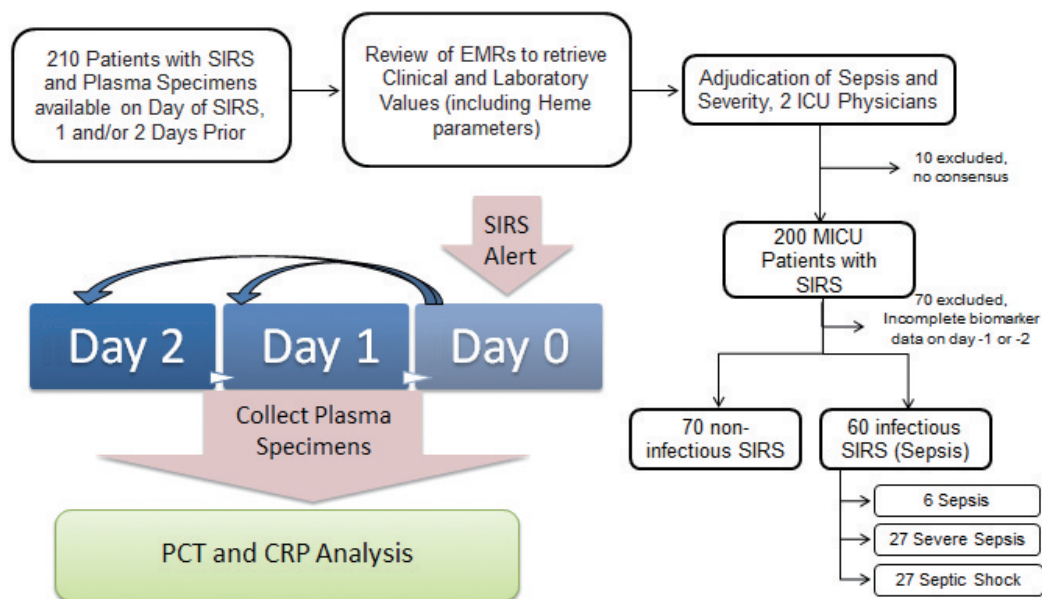 210 Patients with SIRS
and Plasma Specimens
available on Day of SIRS,
1 and/or 2 Days Prior
Review of EMRs to retrieve
Clinical and Laboratory
Values (including Heme
parameters)
Adjudication of Sepsis and
Severity, 2 ICU Physicians
10 excluded,
no consensus
200 MICU
Patients with
SIRS
70 excluded,
Incomplete biomarker
data on day -1 or -2
70 non-
infectious SIRS
60 infectious
SIRS (Sepsis)
6 Sepsis
27 Severe Sepsis
27 Septic Shock
SIRS
Alert
Day 2
Day 1
Day 0
Collect Plasma
Specimens
PCT and CRP Analysis